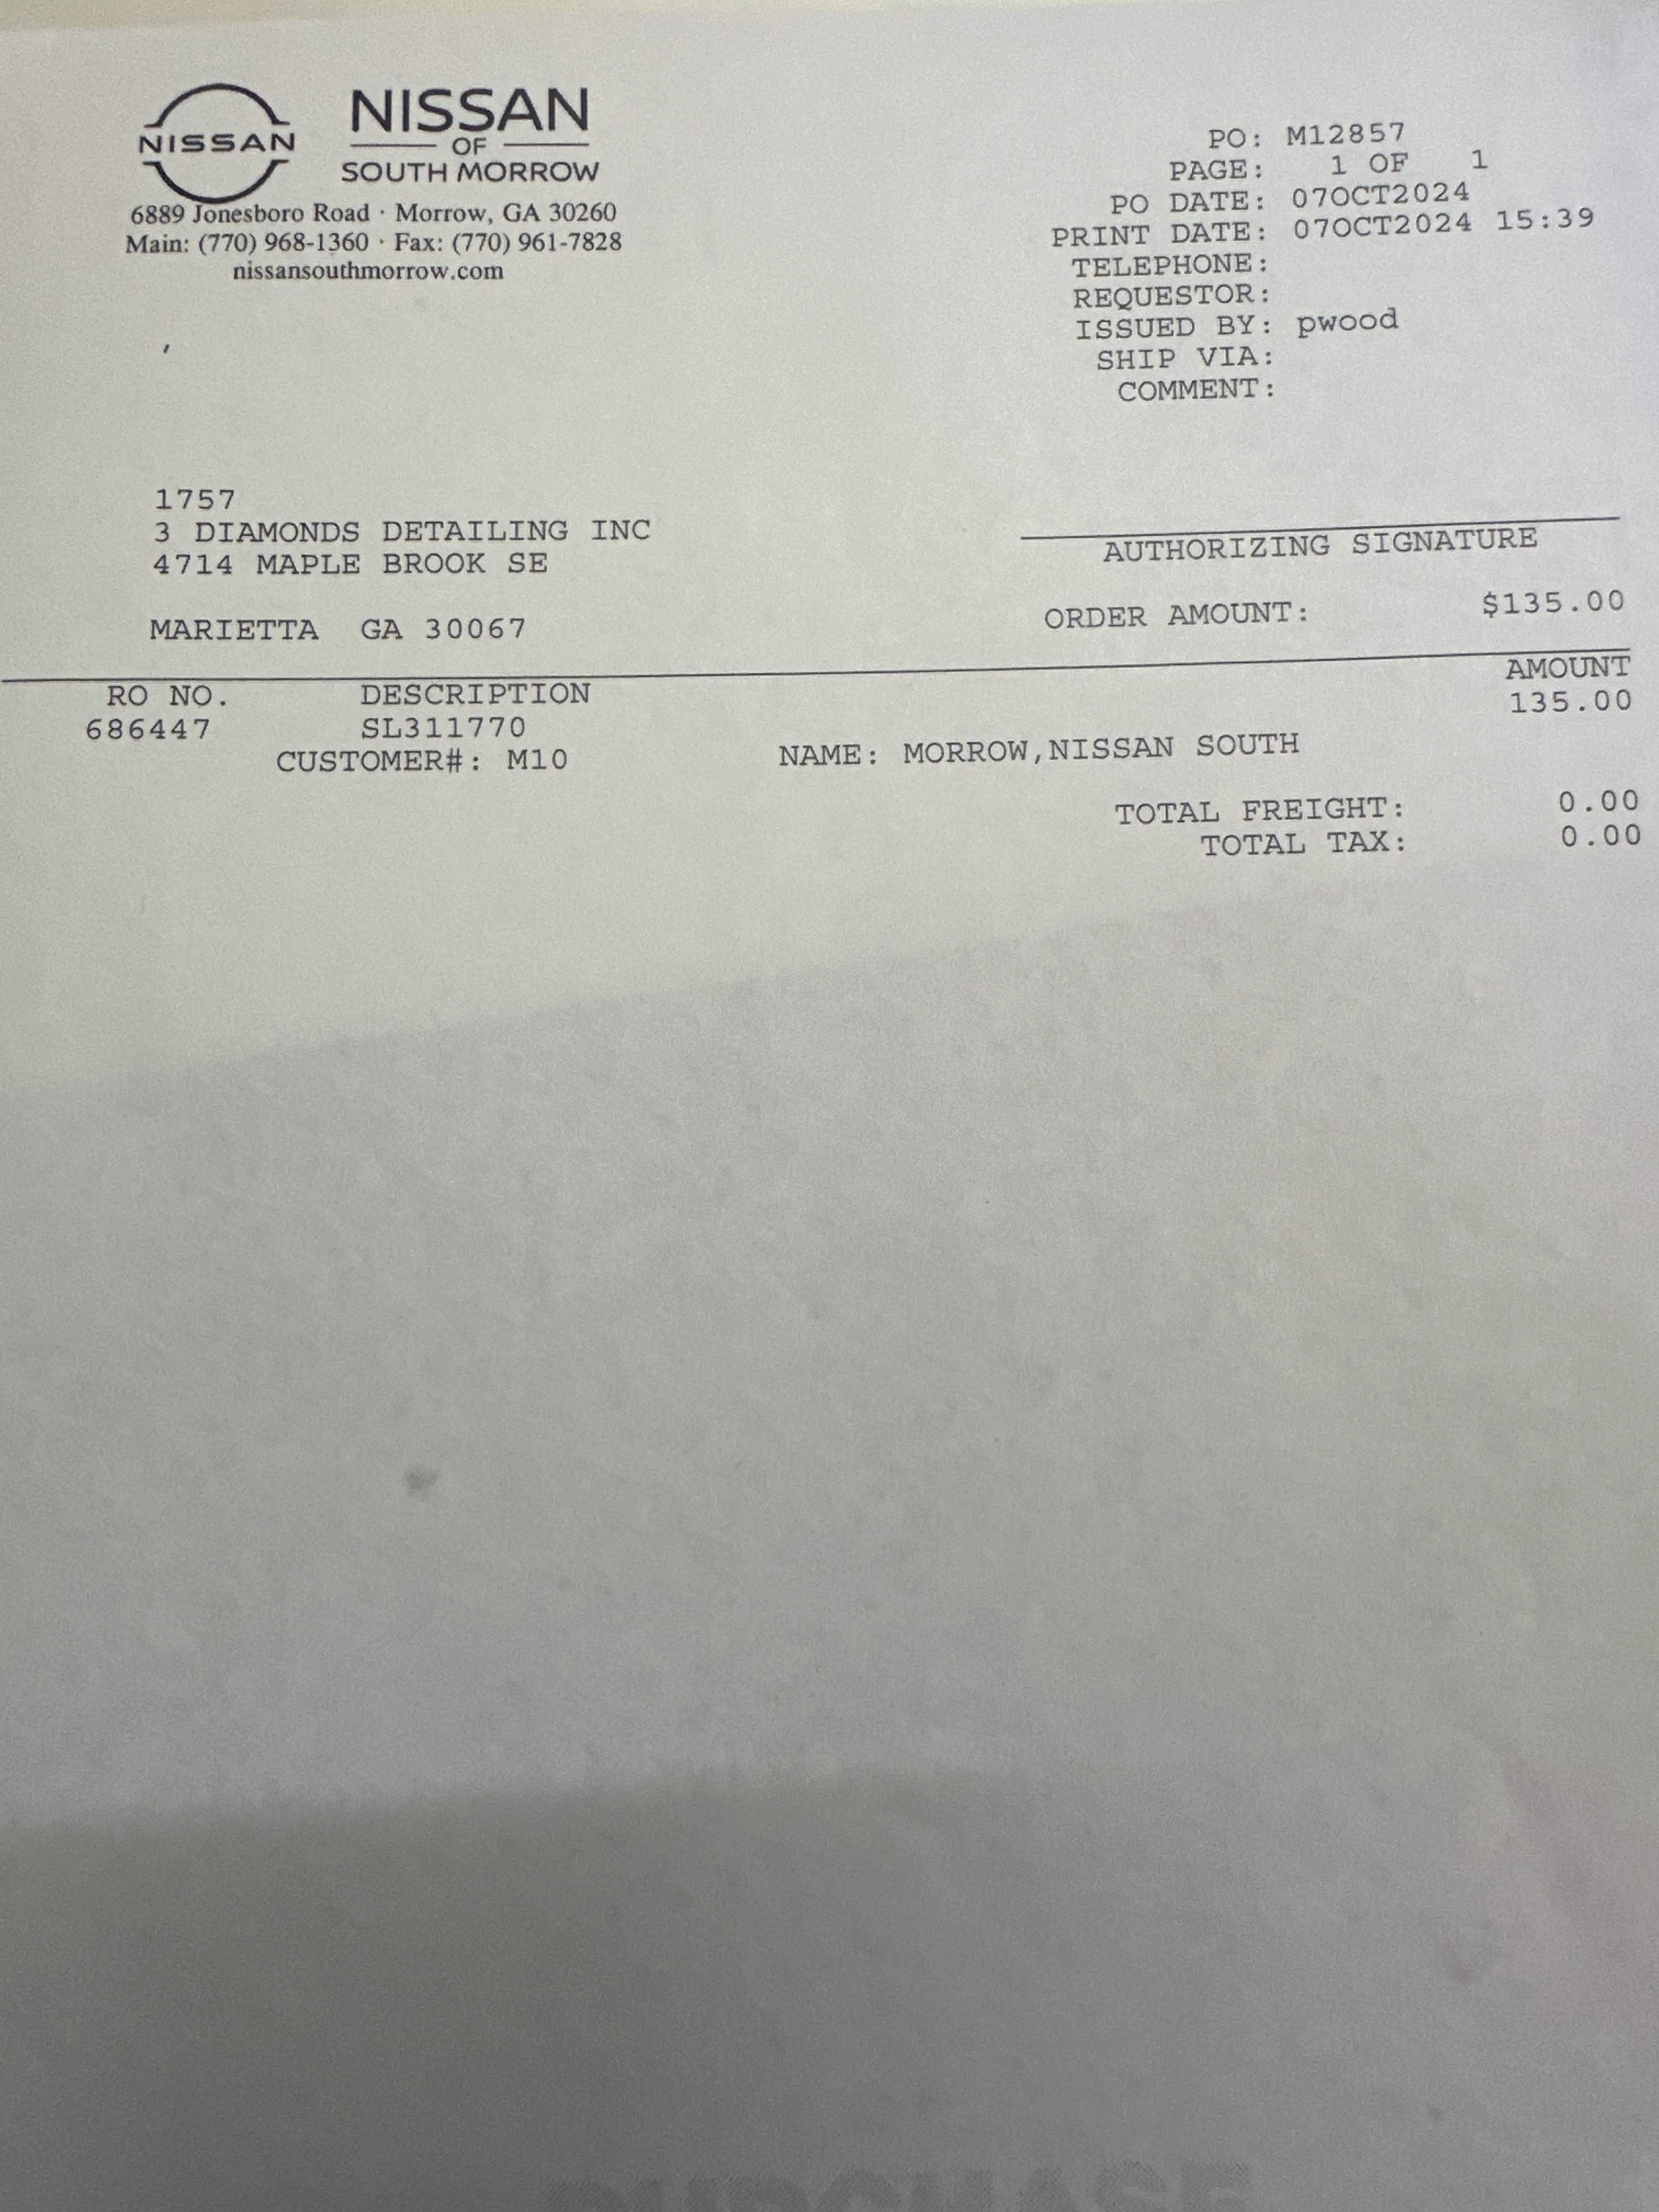 NISSAN
NISSAN
OF
SOUTH MORROW
6889 Jonesboro Road · Morrow, GA 30260
Main: (770) 968-1360 · Fax: (770) 961-7828
nissansouthmorrow.com
PO: M12857
PAGE: 1 OF 1
PO DATE: 07OCT2024
PRINT DATE: 07OCT2024 15:39
TELEPHONE:
REQUESTOR:
ISSUED BY: pwood
SHIP VIA:
COMMENT:
1757
3 DIAMONDS DETAILING INC
4714 MAPLE BROOK SE
MARIETTA GA 30067
AUTHORIZING SIGNATURE
ORDER AMOUNT: $135.00
RO NO. DESCRIPTION AMOUNT
686447 SL311770 135.00
CUSTOMER#: M10 NAME: MORROW,NISSAN SOUTH
TOTAL FREIGHT: 0.00
TOTAL TAX: 0.00
PURCHASE